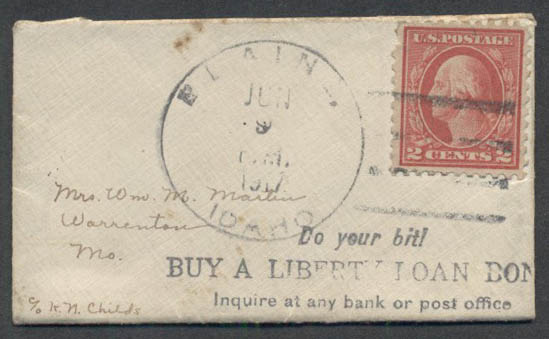 U.S. POSTAGE
2 CENTS 2
BLAINE,
JUN
9
P.M.
1917
IDAHO
Mrs. Wm. M. Martin
Warrenton
Mo.
c/o K. N. Childs
Do your bit!
BUY A LIBERTY LOAN BON
Inquire at any bank or post office